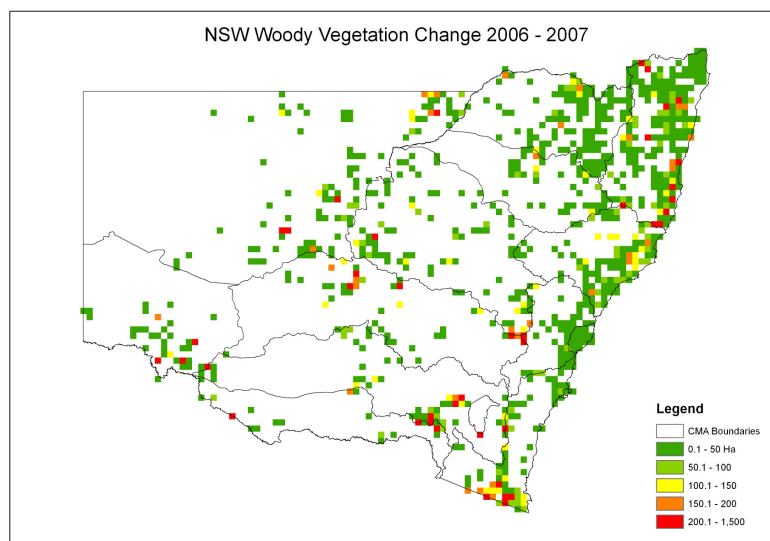 NSW Woody Vegetation Change 2006 - 2007
Legend
CMA Boundaries
0.1 - 50 Ha
50.1 - 100
100.1 - 150
150.1 - 200
200.1 - 1,500